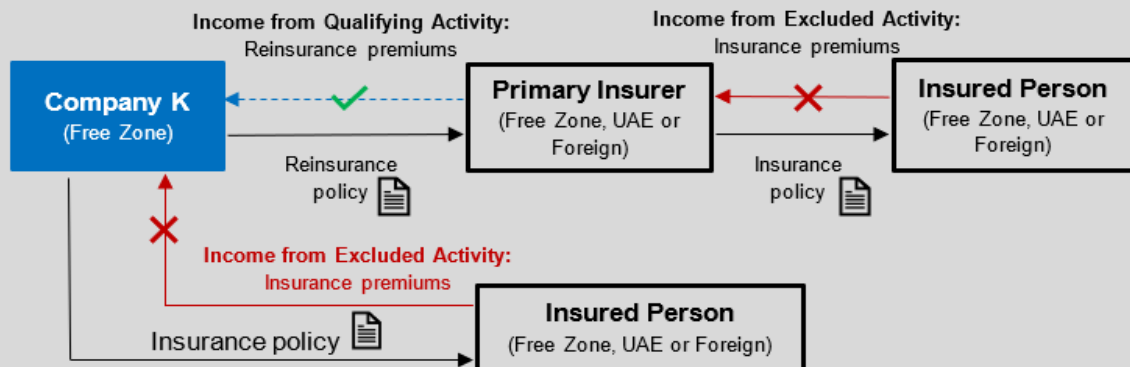 Income from Qualifying Activity:
Reinsurance premiums
Income from Excluded Activity:
Insurance premiums
Company K
(Free Zone)
Primary Insurer
(Free Zone, UAE or
Foreign)
Insured Person
(Free Zone, UAE or
Foreign)
Reinsurance
policy
Insurance
policy
Income from Excluded Activity:
Insurance premiums
Insurance policy
Insured Person
(Free Zone, UAE or Foreign)